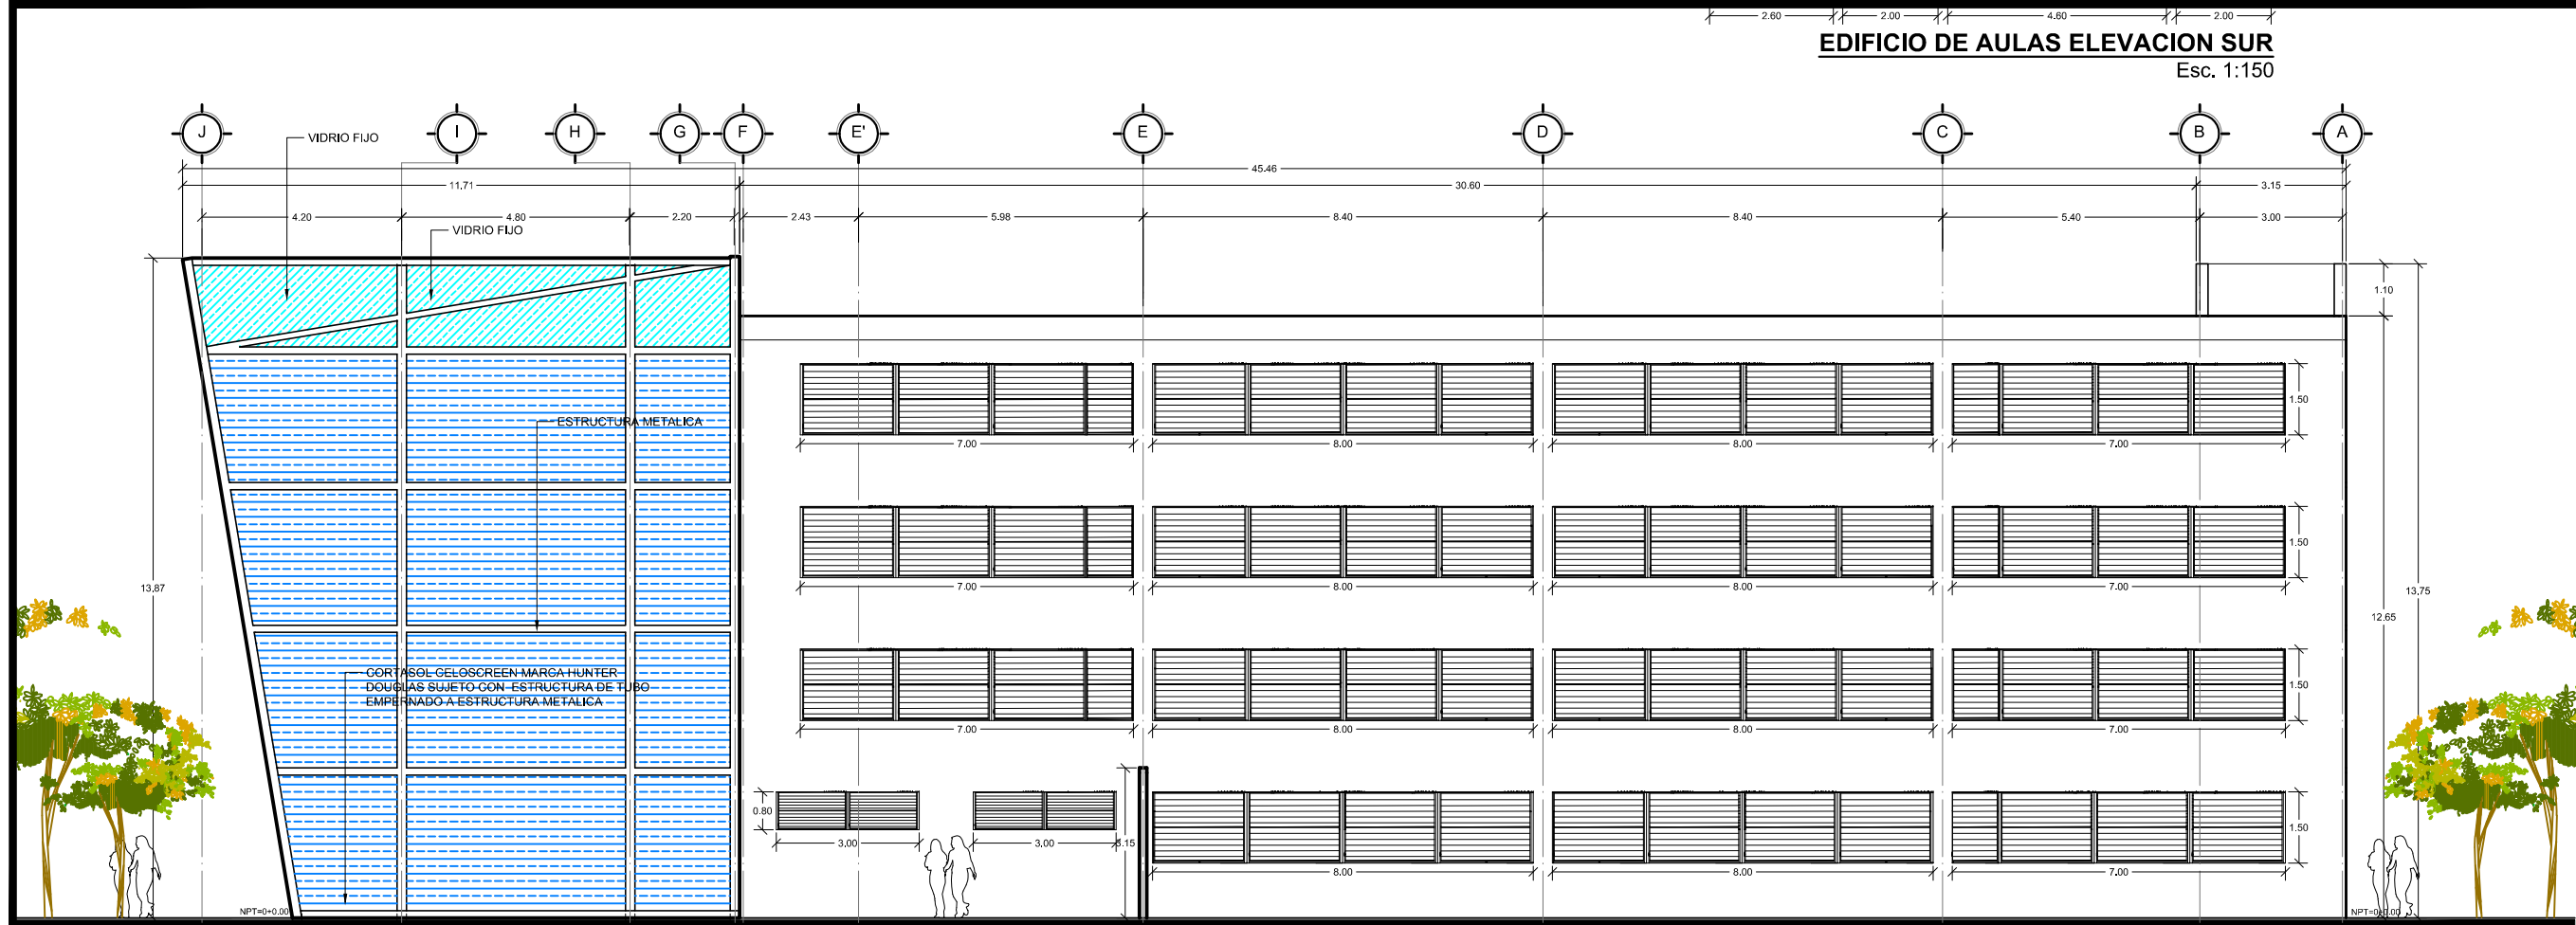 2.60 2.00 4.60 2.00
EDIFICIO DE AULAS ELEVACION SUR
Esc. 1:150
J I H G F E' E D C B A
VIDRIO FIJO
45.46
11.71 30.60 3.15
4.20 4.80 2.20 2.43 5.98 8.40 8.40 5.40 3.00
VIDRIO FIJO
1.10
1.50
ESTRUCTURA METALICA
7.00 8.00 8.00 7.00
1.50
7.00 8.00 8.00 7.00
13.87
13.75
12.65
CORTASOL CELOSCREEN MARCA HUNTER
DOUGLAS SUJETO CON ESTRUCTURA DE TUBO
EMPERNADO A ESTRUCTURA METALICA
1.50
7.00 8.00 8.00 7.00
0.80
1.50
3.00 3.00 3.15
8.00 8.00 7.00
NPT=0+0.00 NPT=0+0.00